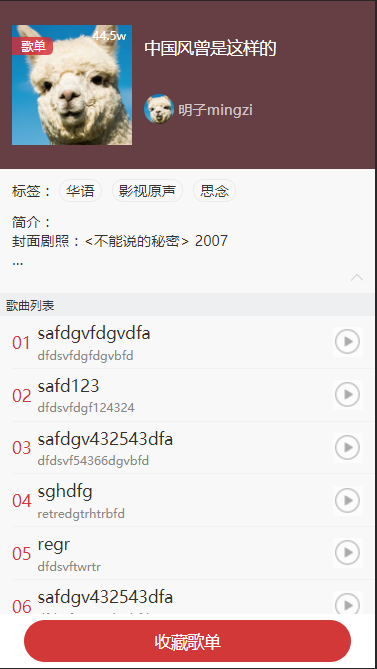 歌单
44.5w
中国风曾是这样的
明子mingzi
标签： 华语 影视原声 思念
简介：
封面剧照：<不能说的秘密> 2007
...
歌曲列表
01 safdgvfdgvdfa
dfdsvfdgfdgvbfd
02 safd123
dfdsvfdgf124324
03 safdgv432543dfa
dfdsvf54366dgvbfd
04 sghdfg
retredgtrhtrbfd
05 regr
dfdsvftwrtr
06 safdgv432543dfa
收藏歌单